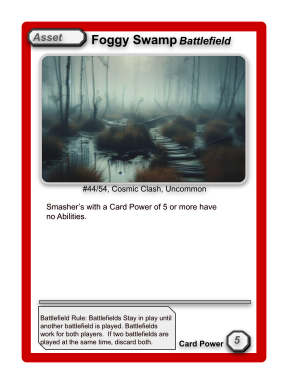 Asset
Foggy Swamp Battlefield
#44/54, Cosmic Clash, Uncommon
Smasher's with a Card Power of 5 or more have
no Abilities.
Battlefield Rule: Battlefields Stay in play until
another battlefield is played. Battlefields
work for both players. If two battlefields are
played at the same time, discard both.
Card Power 5